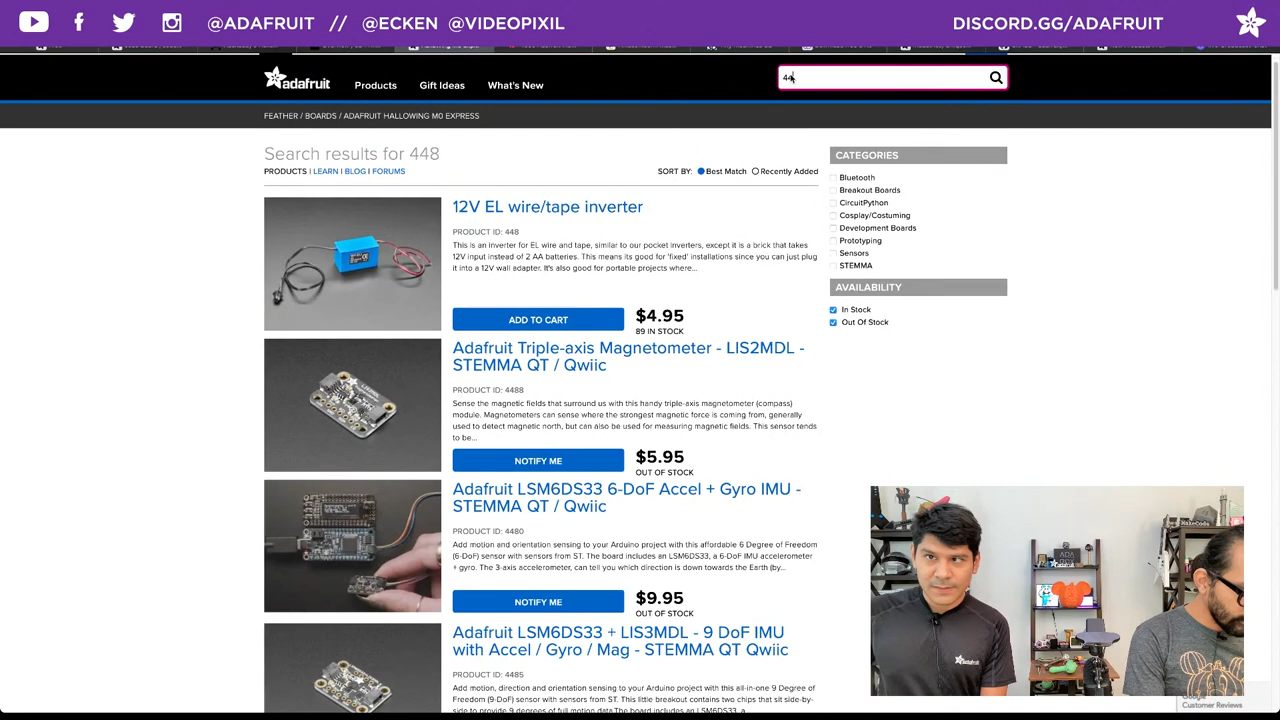 @ADAFRUIT // @ECKEN @VIDEOPIXIL
DISCORD.GG/ADAFRUIT
adafruit
Products
Gift Ideas
What's New
44
FEATHER / BOARDS / ADAFRUIT HALLOWING M0 EXPRESS
Search results for 448
PRODUCTS | LEARN | BLOG | FORUMS
SORT BY: Best Match Recently Added
12V EL wire/tape inverter
PRODUCT ID: 448
This is an inverter for EL wire and tape, similar to our pocket inverters, except it is a brick that takes
12V input instead of 2 AA batteries. This means its good for 'fixed' installations since you can just plug
it into a 12V wall adapter. It's also good for portable projects where...
ADD TO CART
$4.95
89 IN STOCK
Adafruit Triple-axis Magnetometer - LIS2MDL -
STEMMA QT / Qwiic
PRODUCT ID: 4488
Sense the magnetic fields that surround us with this handy triple-axis magnetometer (compass)
module. Magnetometers can sense where the strongest magnetic force is coming from, generally
used to detect magnetic north, but can also be used for measuring magnetic fields. This sensor tends
to be...
NOTIFY ME
$5.95
OUT OF STOCK
Adafruit LSM6DS33 6-DoF Accel + Gyro IMU -
STEMMA QT / Qwiic
PRODUCT ID: 4480
Add motion and orientation sensing to your Arduino project with this affordable 6 Degree of Freedom
(6-DoF) sensor with sensors from ST. The board includes an LSM6DS33, a 6-DoF IMU accelerometer
+ gyro. The 3-axis accelerometer, can tell you which direction is down towards the Earth (by...
NOTIFY ME
$9.95
OUT OF STOCK
Adafruit LSM6DS33 + LIS3MDL - 9 DoF IMU
with Accel / Gyro / Mag - STEMMA QT Qwiic
PRODUCT ID: 4485
Add motion, direction and orientation sensing to your Arduino project with this all-in-one 9 Degree of
Freedom (9-DoF) sensor with sensors from ST. This little breakout contains two chips that sit side-by-
side to provide 9 degrees of full motion data. The board includes an LSM6DS33, a
CATEGORIES
Bluetooth
Breakout Boards
CircuitPython
Cosplay/Costuming
Development Boards
Prototyping
Sensors
STEMMA
AVAILABILITY
In Stock
Out Of Stock
MakeCode
ADA
adafruit
adafruit
Google
Customer Reviews